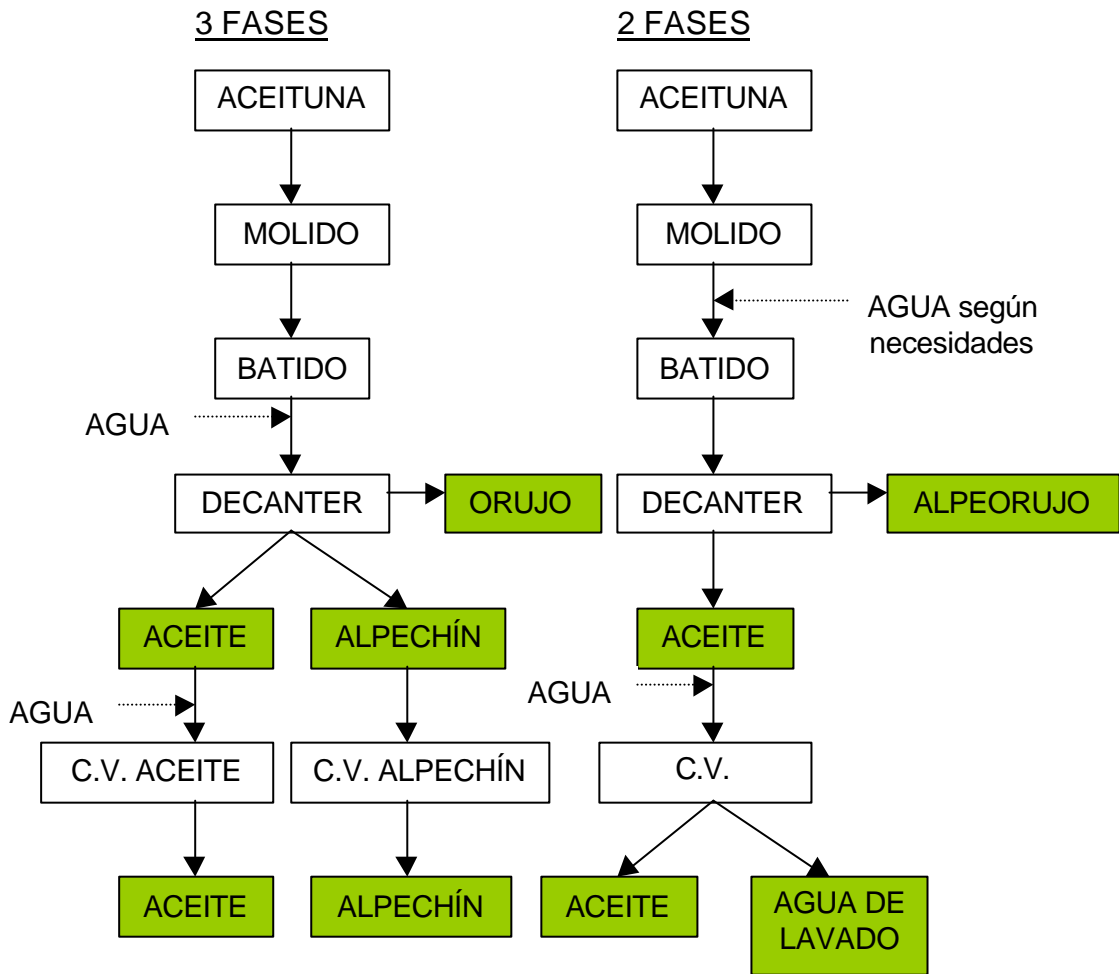 3 FASES
2 FASES
ACEITUNA
ACEITUNA
MOLIDO
MOLIDO
AGUA según
necesidades
BATIDO
BATIDO
AGUA
DECANTER
ORUJO
DECANTER
ALPEORUJO
ACEITE
ALPECHÍN
ACEITE
AGUA
AGUA
C.V. ACEITE
C.V. ALPECHÍN
C.V.
ACEITE
ALPECHÍN
ACEITE
AGUA DE
LAVADO